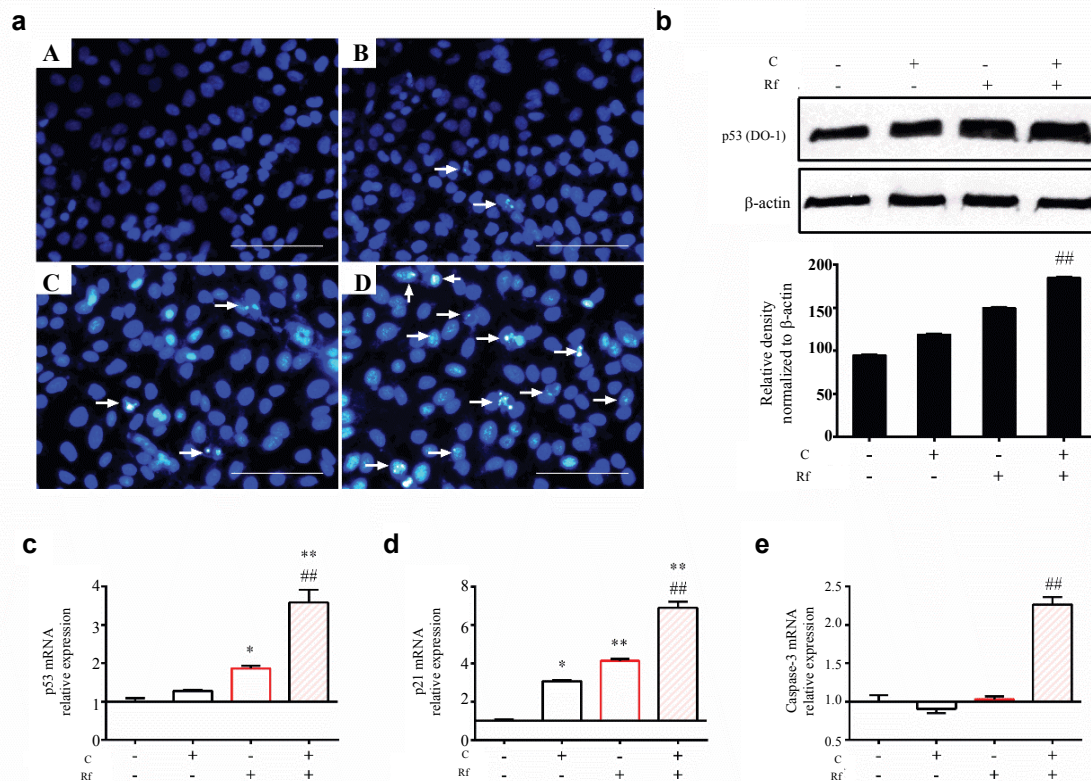 a
A
B
C
D
b
C - + - +
Rf - - + +
p53 (DO-1)
β-actin
Relative density
normalized to β-actin
200
150
100
50
0
##
C - + - +
Rf - - + +
c
p53 mRNA
relative expression
4
3
2
1
0
*
**
##
C - + - +
Rf - - + +
d
p21 mRNA
relative expression
8
6
4
2
0
*
**
**
##
C - + - +
Rf - - + +
e
Caspase-3 mRNA
relative expression
2.5
2.0
1.5
1.0
0.5
##
C - + - +
Rf - - + +